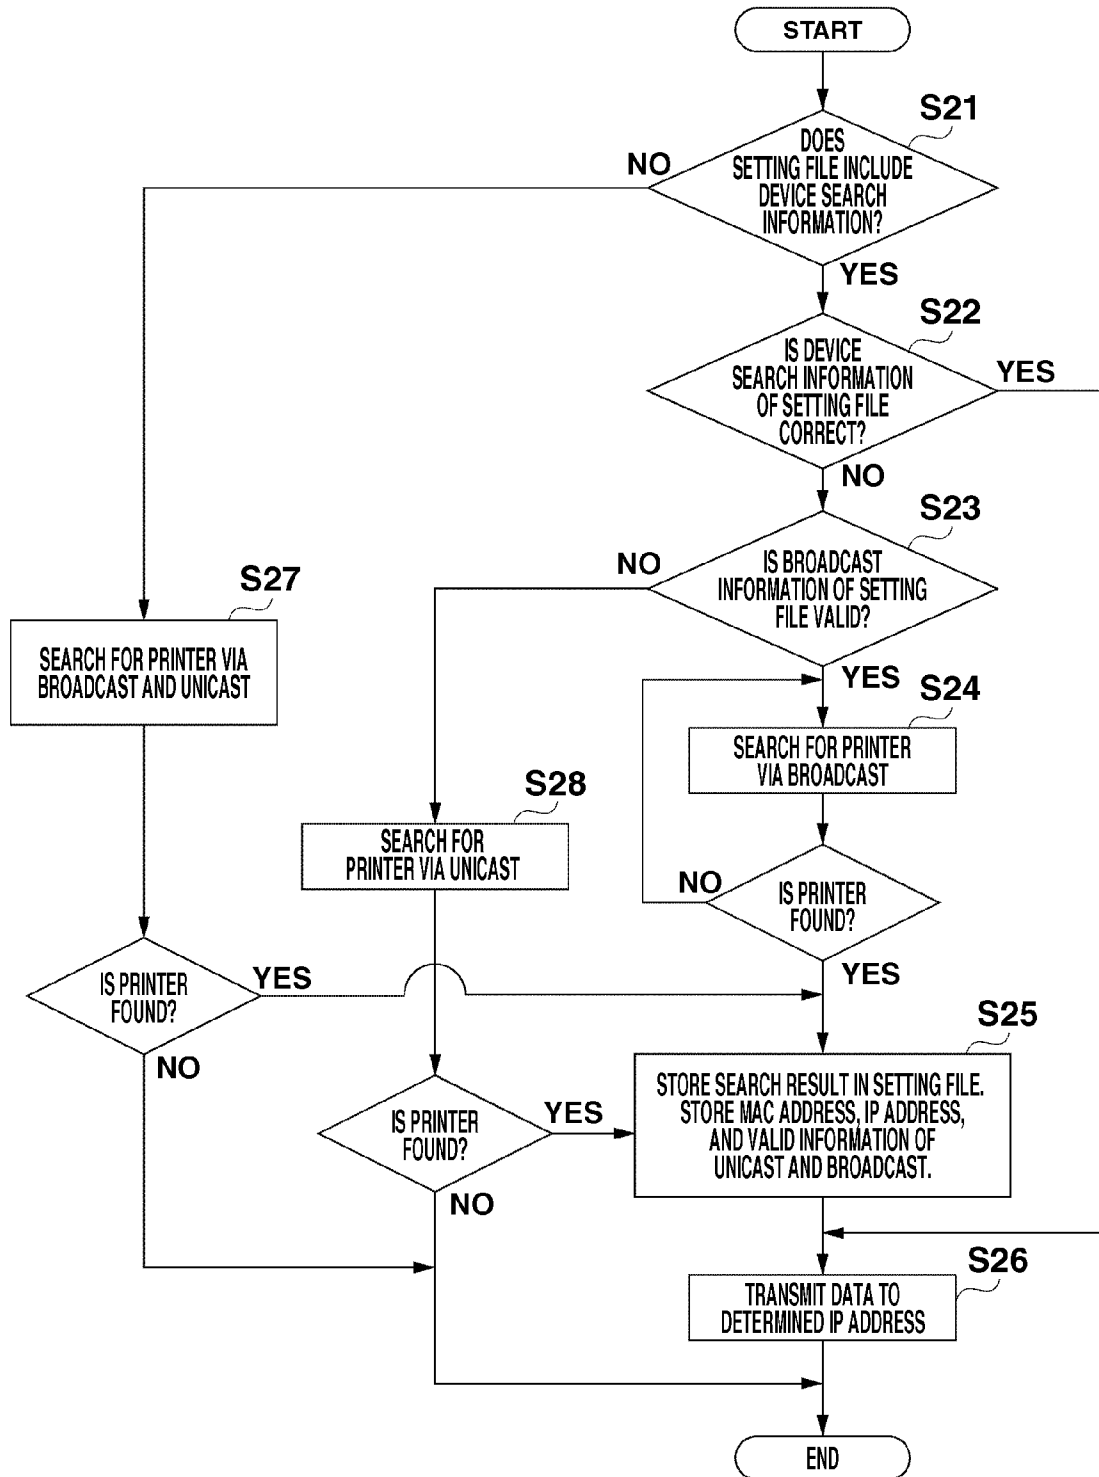 START
S21
DOES
SETTING FILE INCLUDE
DEVICE SEARCH
INFORMATION?
NO
YES
S22
IS DEVICE
SEARCH INFORMATION
OF SETTING FILE
CORRECT?
YES
NO
S23
IS BROADCAST
INFORMATION OF SETTING
FILE VALID?
NO
YES
S27
SEARCH FOR PRINTER VIA
BROADCAST AND UNICAST
S24
SEARCH FOR PRINTER
VIA BROADCAST
S28
SEARCH FOR
PRINTER VIA UNICAST
NO
IS PRINTER
FOUND?
YES
IS PRINTER
FOUND?
YES
NO
S25
STORE SEARCH RESULT IN SETTING FILE.
STORE MAC ADDRESS, IP ADDRESS,
AND VALID INFORMATION OF
UNICAST AND BROADCAST.
IS PRINTER
FOUND?
YES
NO
S26
TRANSMIT DATA TO
DETERMINED IP ADDRESS
END